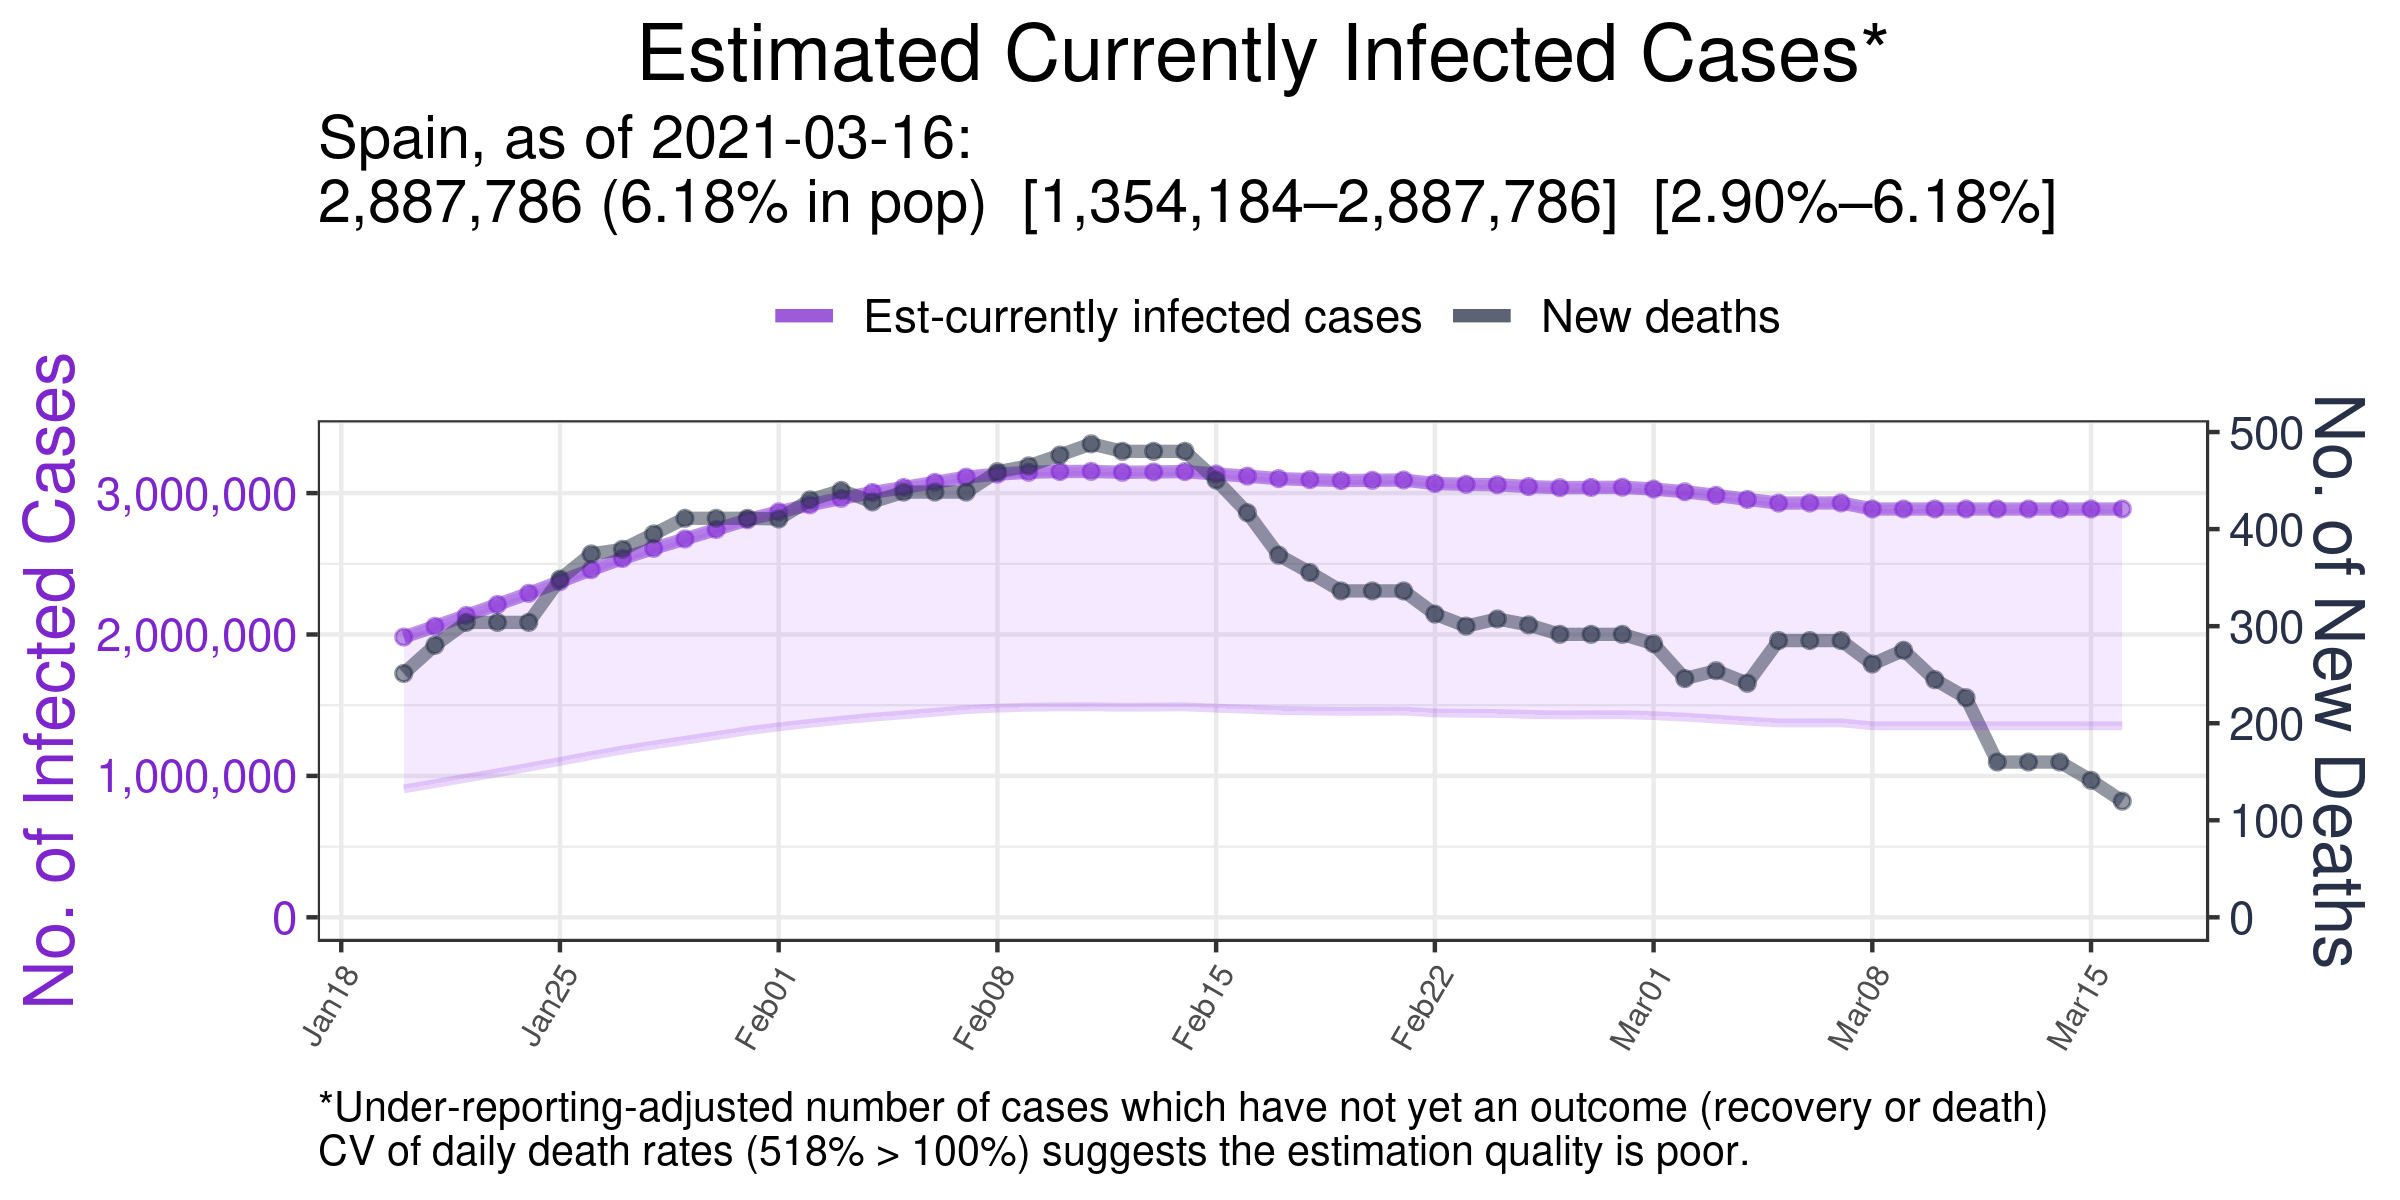 Estimated Currently Infected Cases*
Spain, as of 2021-03-16:
2,887,786 (6.18% in pop) [1,354,184–2,887,786] [2.90%–6.18%]
Est-currently infected cases
New deaths
No. of Infected Cases
3,000,000
2,000,000
1,000,000
0
500
400
300
200
100
0
No. of New Deaths
Jan18
Jan25
Feb01
Feb08
Feb15
Feb22
Mar01
Mar08
Mar15
*Under-reporting-adjusted number of cases which have not yet an outcome (recovery or death)
CV of daily death rates (518% > 100%) suggests the estimation quality is poor.